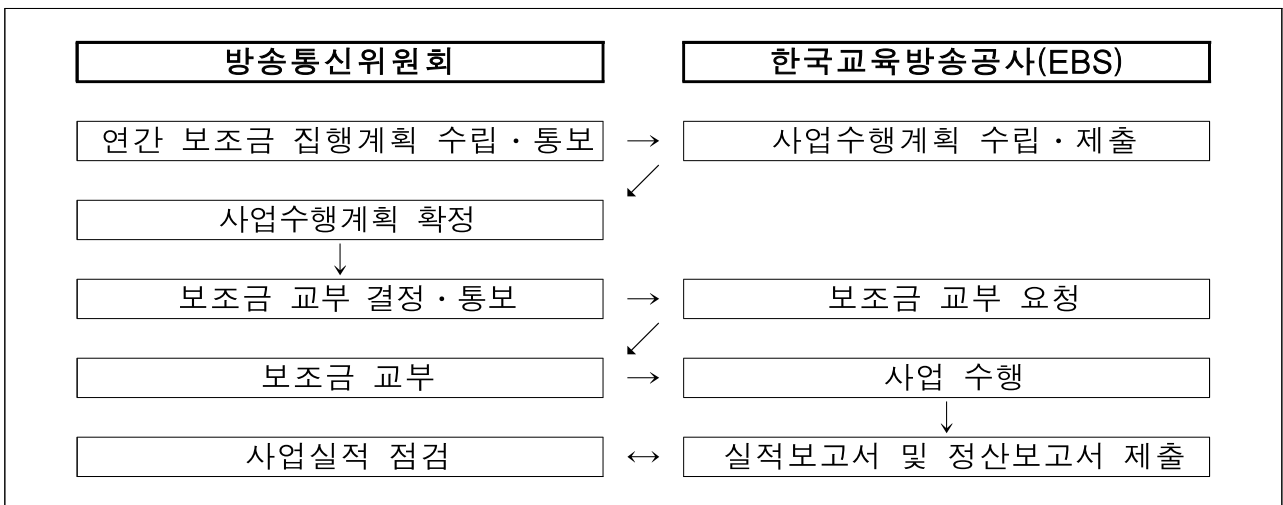 방송통신위원회 한국교육방송공사(EBS)
연간 보조금 집행계획 수립·통보 → 사업수행계획 수립·제출
↙
사업수행계획 확정
↓
보조금 교부 결정·통보 → 보조금 교부 요청
↙
보조금 교부 → 사업 수행
↓
사업실적 점검 ↔ 실적보고서 및 정산보고서 제출